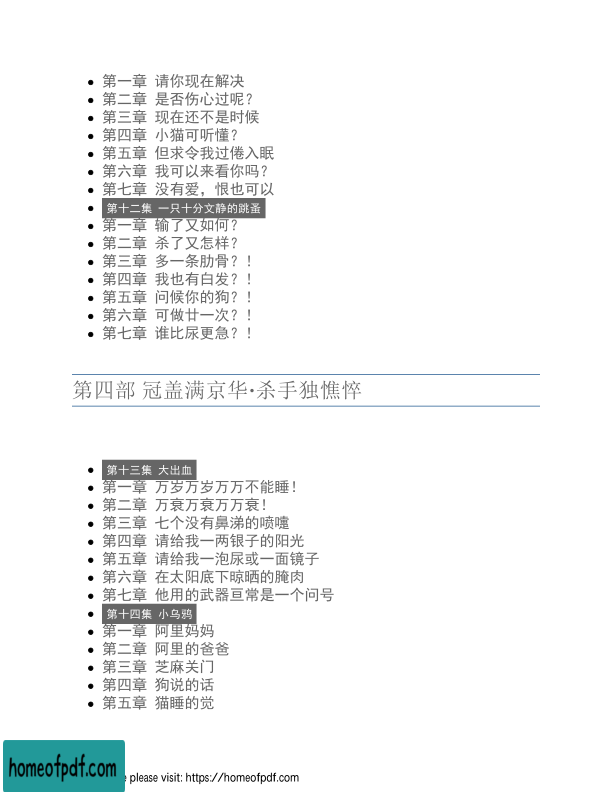 第一章 请你现在解决
第二章 是否伤心过呢?
第三章 现在还不是时候
第四章 小猫可听懂?
第五章 但求令我过倦入眠
第六章 我可以来看你吗?
第七章 没有爱，恨也可以
第十二集 一只十分文静的跳蚤
第一章 输了又如何?
第二章 杀了又怎样?
第三章 多一条肋骨?!
第四章 我也有白发?!
第五章 问候你的狗?!
第六章 可做廿一次?!
第七章 谁比尿更急?!
第四部 冠盖满京华·杀手独憔悴
第十三集 大出血
第一章 万岁万岁万万不能睡!
第二章 万衰万衰万万衰!
第三章 七个没有鼻涕的喷嚏
第四章 请给我一两银子的阳光
第五章 请给我一泡尿或一面镜子
第六章 在太阳底下晾晒的腌肉
第七章 他用的武器亘常是一个问号
第十四集 小乌鸦
第一章 阿里妈妈
第二章 阿里的爸爸
第三章 芝麻关门
第四章 狗说的话
第五章 猫睡的觉
homeofpdf.com
please visit: https://homeofpdf.com